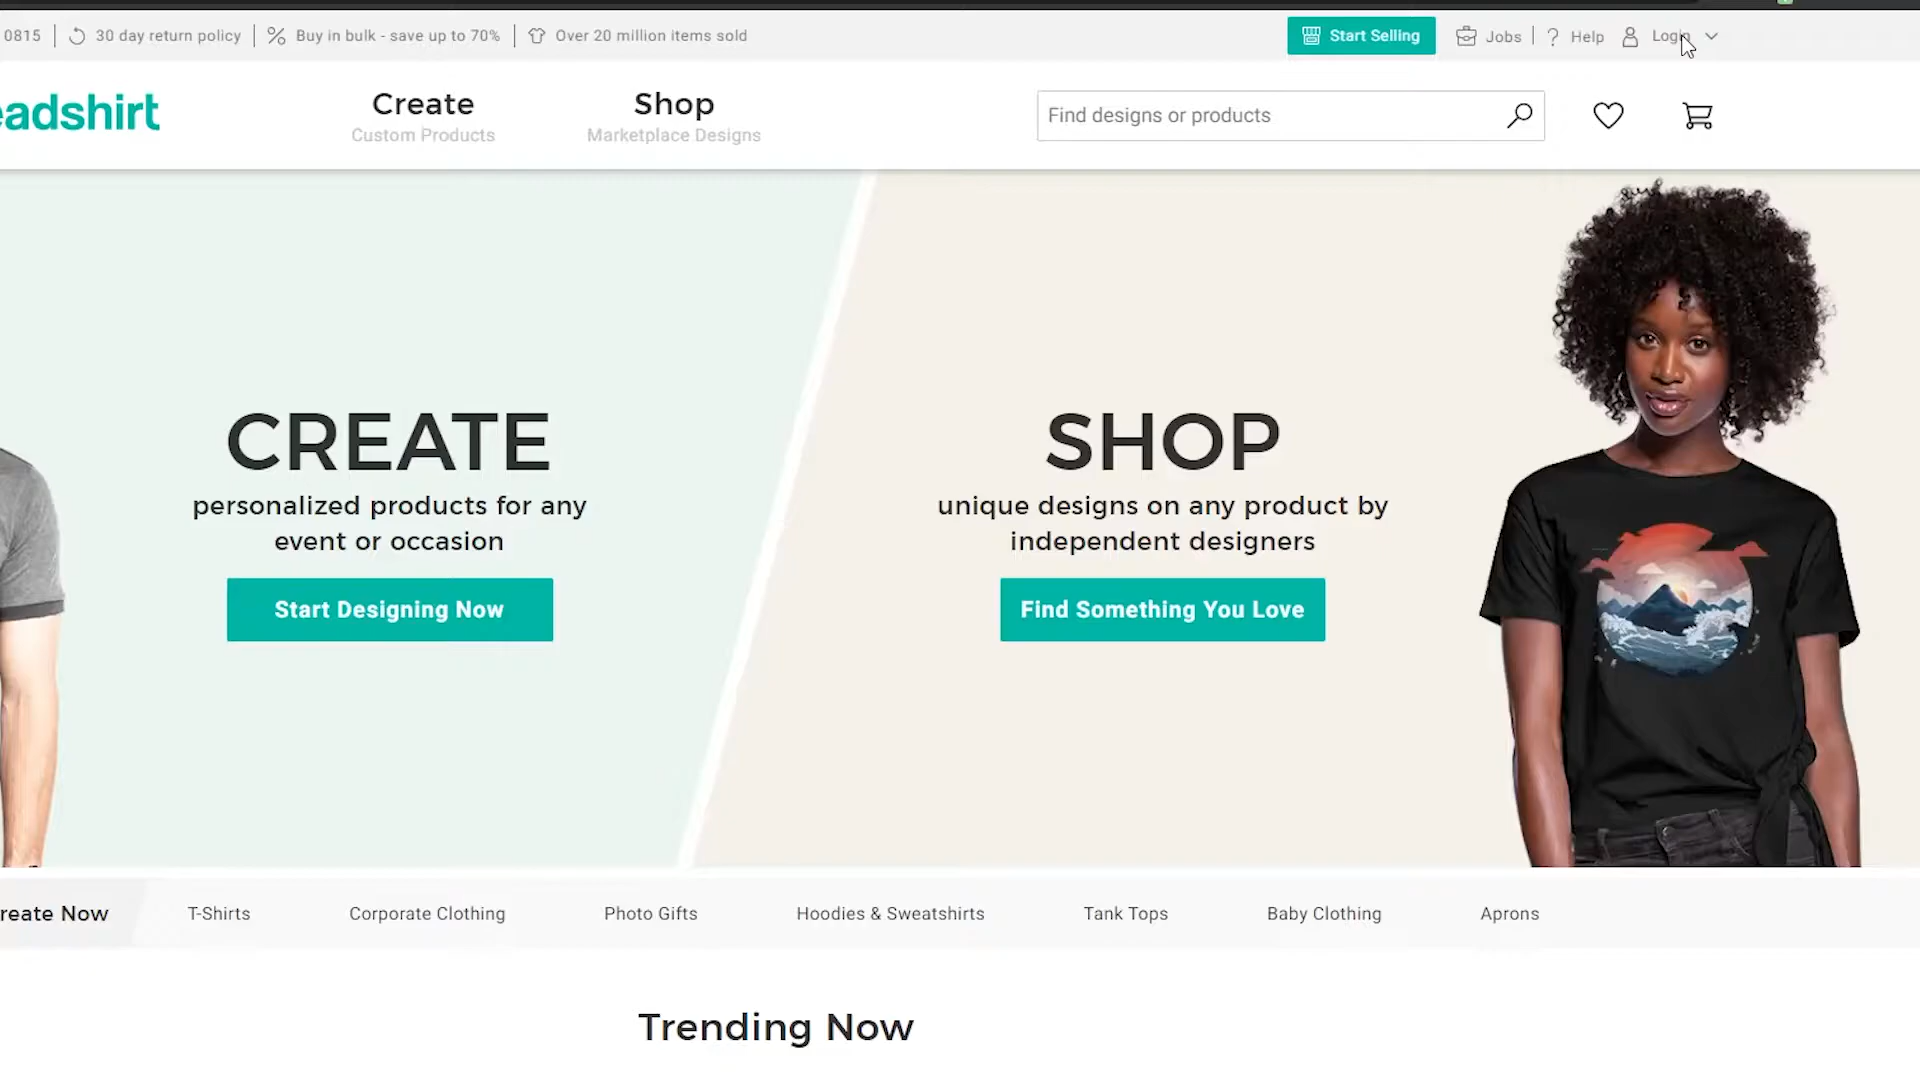 0815
30 day return policy
Buy in bulk - save up to 70%
Over 20 million items sold
Start Selling
Jobs
Help
Login
eadshirt
Create
Custom Products
Shop
Marketplace Designs
Find designs or products
CREATE
personalized products for any
event or occasion
Start Designing Now
SHOP
unique designs on any product by
independent designers
Find Something You Love
reate Now
T-Shirts
Corporate Clothing
Photo Gifts
Hoodies & Sweatshirts
Tank Tops
Baby Clothing
Aprons
Trending Now